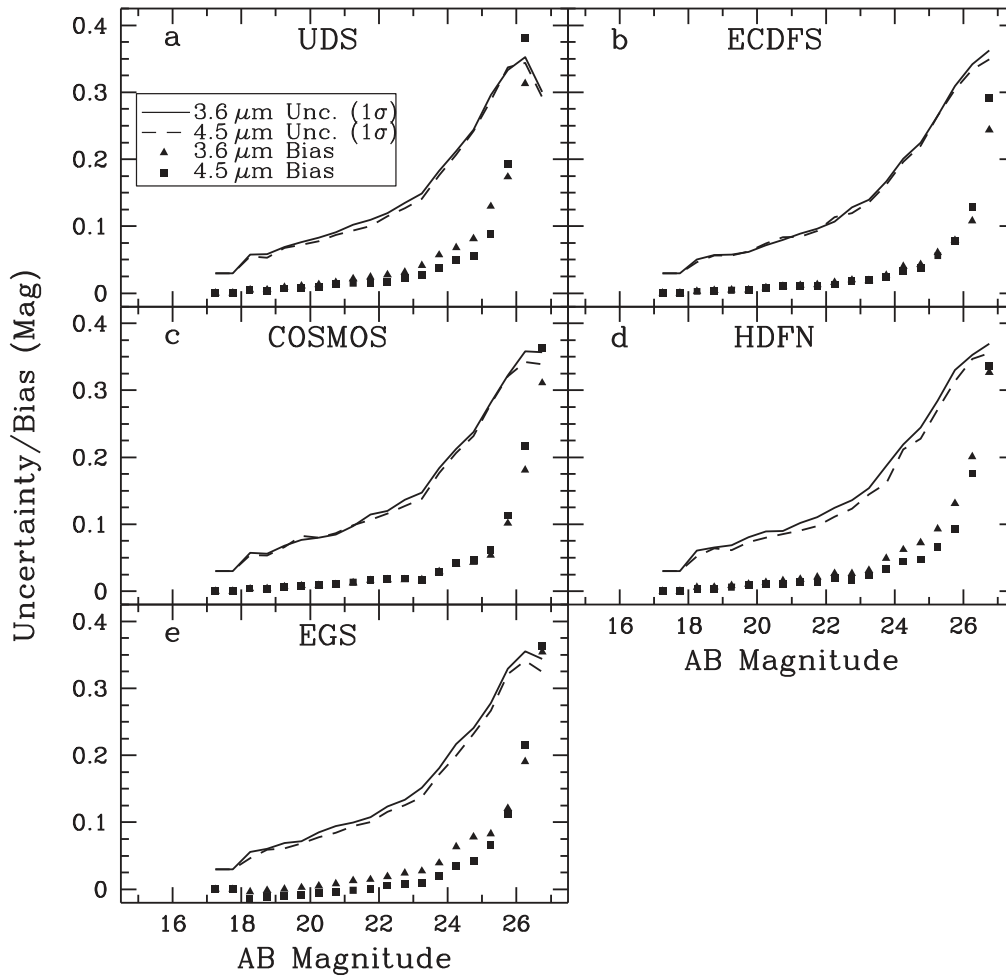 a UDS
b ECDFS
3.6 μm Unc. (1σ)
4.5 μm Unc. (1σ)
3.6 μm Bias
4.5 μm Bias
0.4
0.3
0.2
0.1
0
c COSMOS
d HDFN
0.4
0.3
0.2
0.1
0
e EGS
16 18 20 22 24 26
AB Magnitude
0.4
0.3
0.2
0.1
0
16 18 20 22 24 26
AB Magnitude
Uncertainty/Bias (Mag)